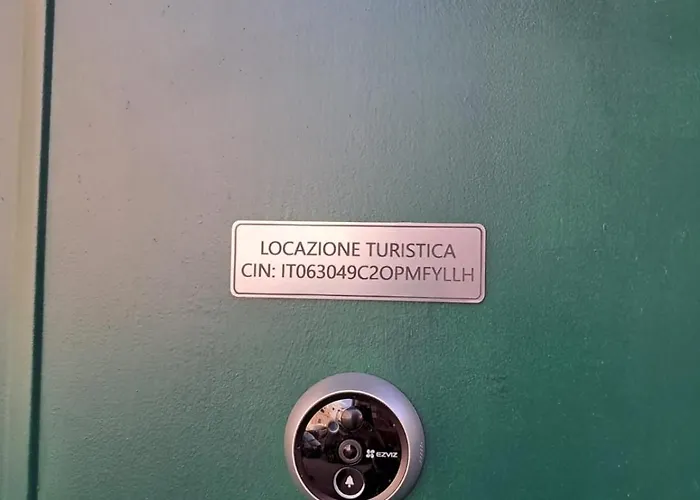 LOCAZIONE TURISTICA
CIN: IT063049C2OPMFYLLH
EZVIZ